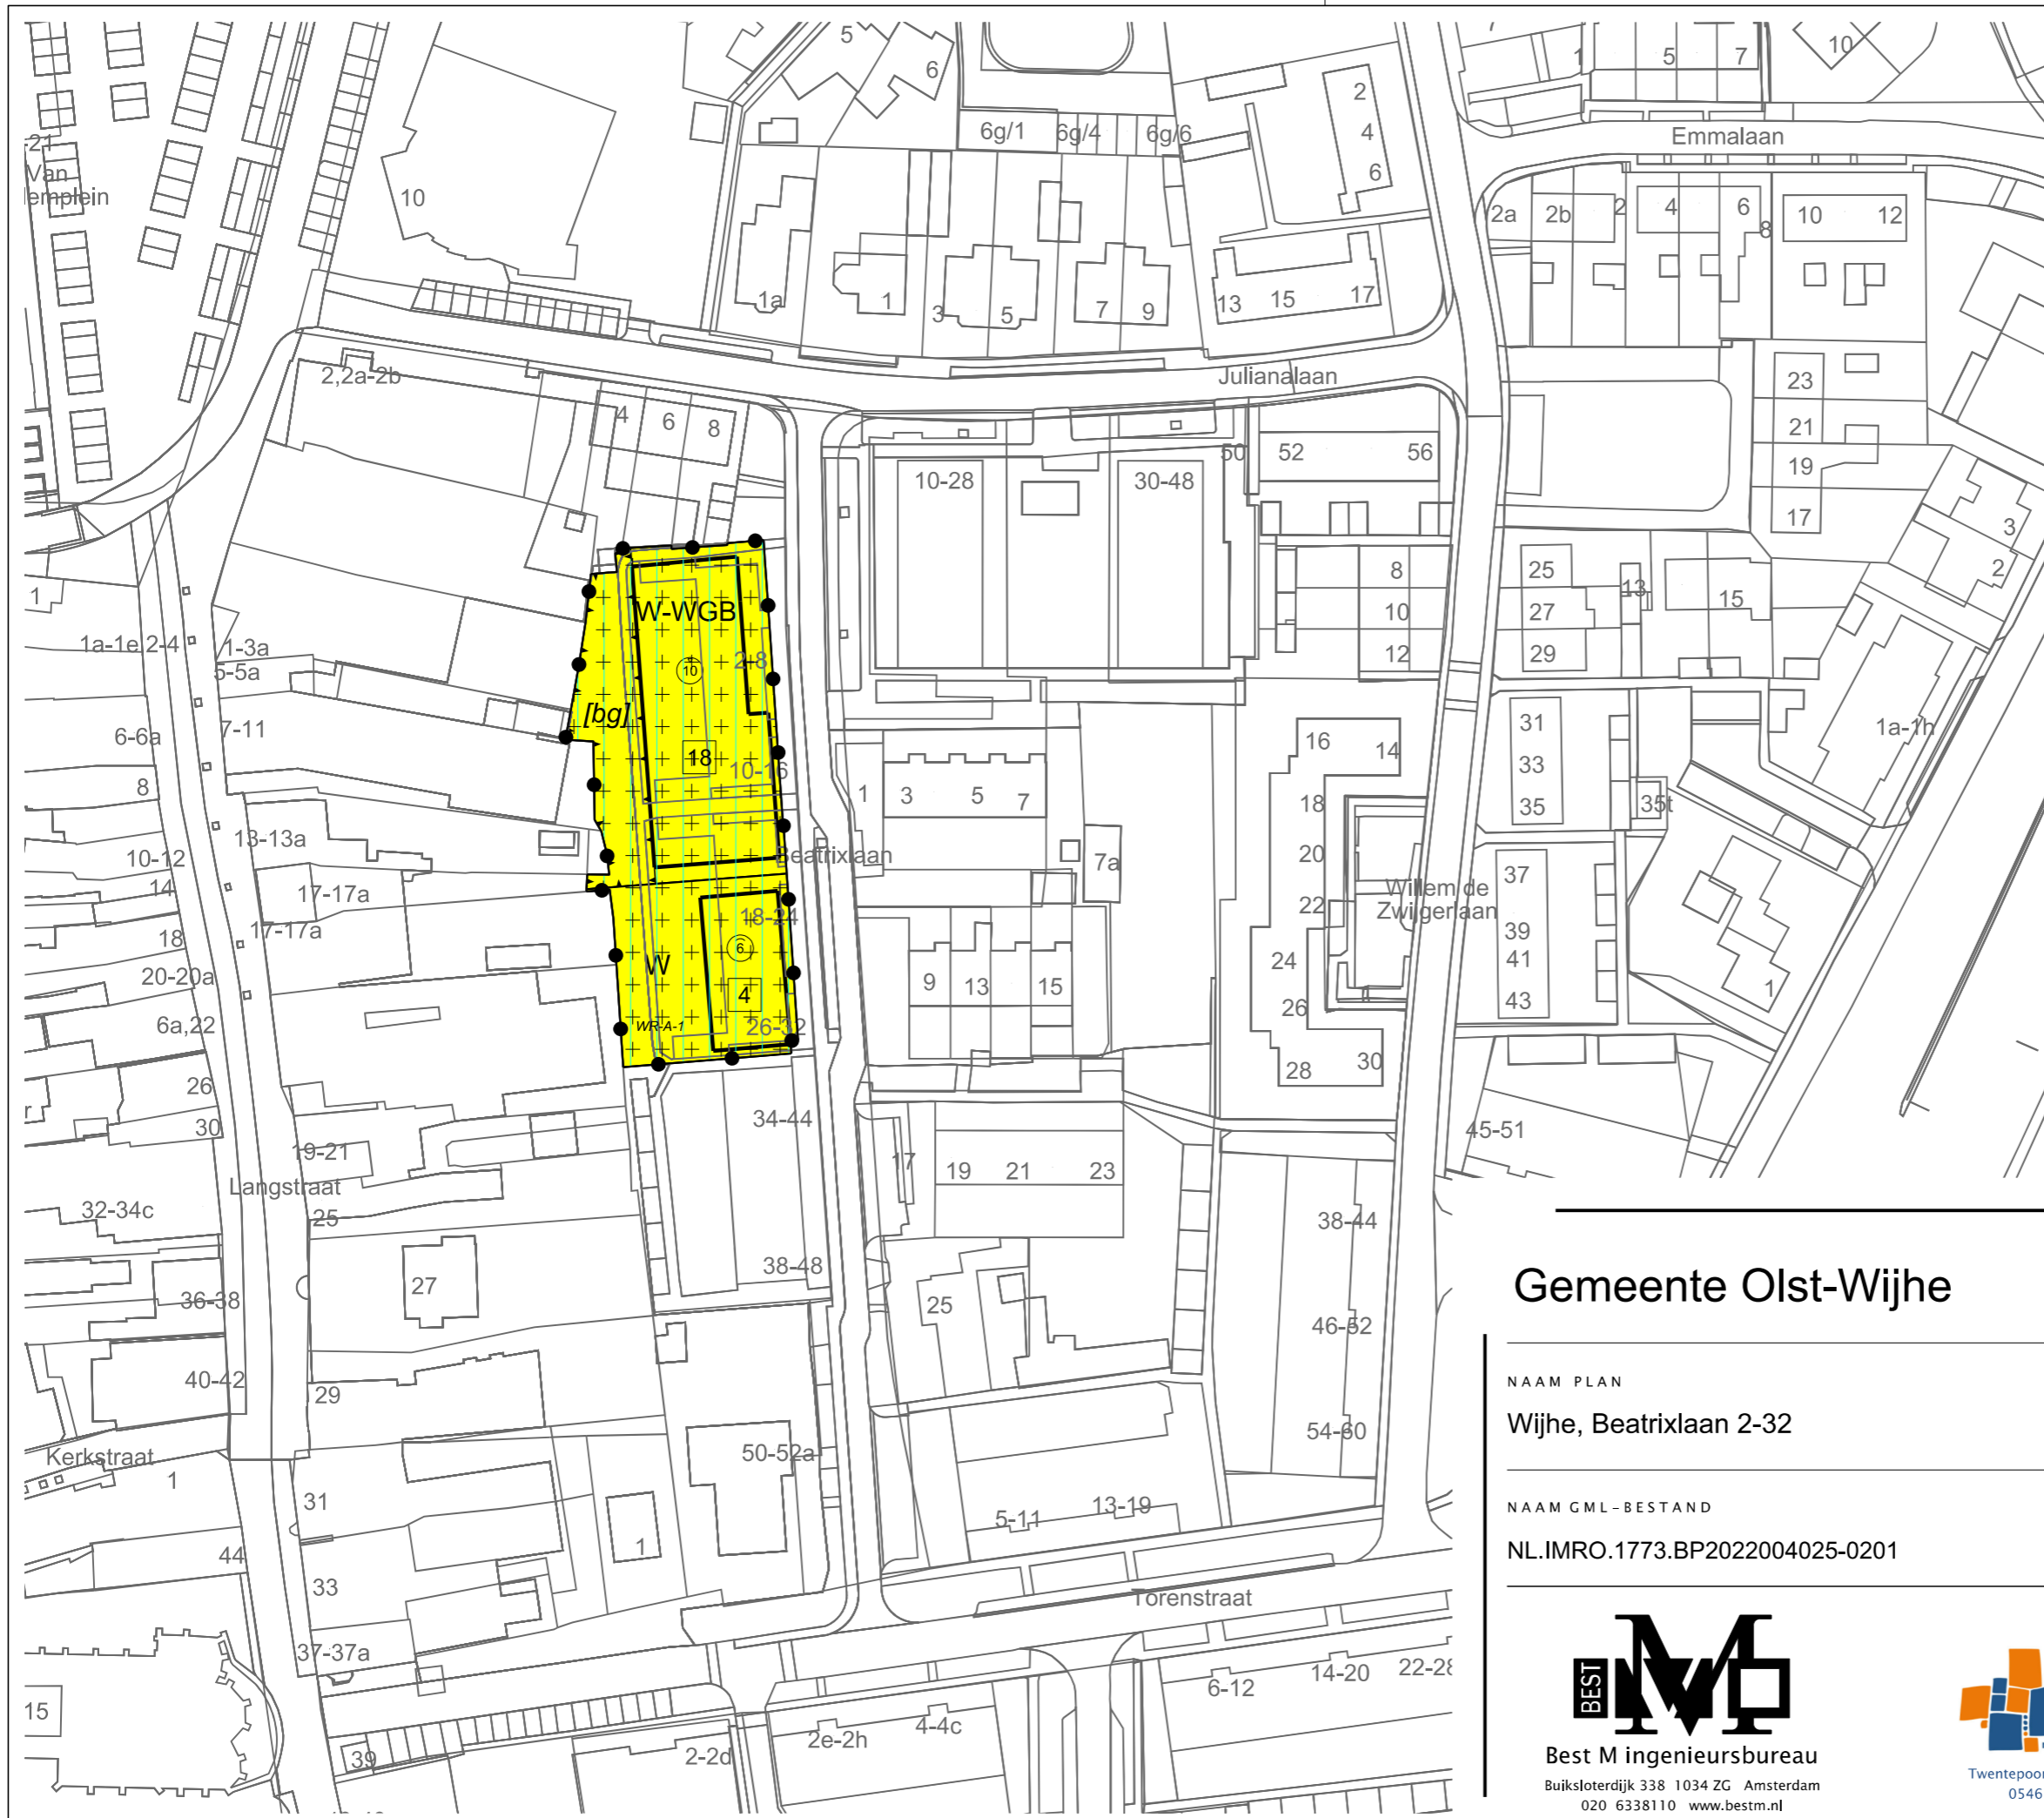 5
6
10
6g/1 6g/4 6g/6
2
4
6
1 5 7
10
Emmalaan
-21
Van
emplein
10
1a
1
3
5
7
9
13 15 17
2a 2b 2 4 6 8 10 12
2,2a-2b
Julianalaan
4 6 8
10-28
30-48
50 52 56
23
21
19
17
3
2
1
8
10
12
25
27
29
13
15
1a-1e 2-4
1-3a
5-5a
W-WGB
10
2-8
[bg]
18
10-16
6-6a
7-11
8
13-13a
10-12
14
17-17a
17-17a
18
20-20a
6a,22
26
30
Beatrixlaan
18-24
W
6
4
WR-A-1
26-32
1 3 5 7
7a
9 13 15
16 14
18
20
22
24
26
28 30
Willem de
Zwijgerlaan
31
33
35
35t
37
39
41
43
1a-1h
1
45-51
34-44
38-48
17
19 21 23
38-44
46-52
54-60
19-21
Langstraat
25
32-34c
27
36-38
40-42
29
25
Kerkstraat
1
31
50-52a
5-11
13-19
1
44
33
Torenstraat
37-37a
15
39
2-2d
2e-2h
4-4c
6-12
14-20
22-28
Gemeente Olst-Wijhe
NAAM PLAN
Wijhe, Beatrixlaan 2-32
NAAM GML-BESTAND
NL.IMRO.1773.BP2022004025-0201
BEST M
Best M ingenieursbureau
Buiksloterdijk 338 1034 ZG Amsterdam
020 6338110 www.bestm.nl
Twentepoor
0546